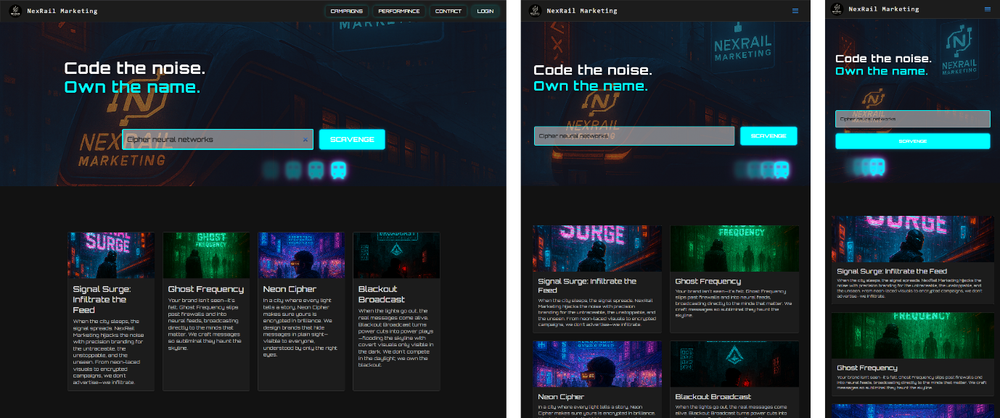 NexRail Marketing
CAMPAIGNS
PERFORMANCE
CONTACT
LOGIN
MARKET
Code the noise.
Own the name.
NEXRAIL
MARKETING
Cipher neural networks
SCAVENGE
SURGE
Signal Surge:
Infiltrate the
Feed
When the city sleeps, the
signal spreads. NexRail
Marketing hijacks the noise
with precision branding for
the untraceable, the
unstoppable, and the
unseen. From neon-laced
visuals to encrypted
campaigns, we don't
advertise—we infiltrate.
GHOST
FREQUENCY
Ghost Frequency
Your brand isn't seen—it's
felt. Ghost Frequency slips
past firewalls and into
neural feeds, broadcasting
directly to the minds that
matter. We craft messages
so subliminal they haunt the
skyline.
Neon Cipher
In a city where every light
tells a story, Neon Cipher
makes sure yours is
encrypted in brilliance. We
design brands that hide
messages in plain sight—
visible to everyone,
understood by only the right
eyes.
BROADCAST
Blackout
Broadcast
When the lights go out, the
real messages come alive.
Blackout Broadcast turns
power cuts into power plays
—flooding the skyline with
covert visuals only visible in
the dark. We don't compete
in the daylight; we own the
blackout.
NexRail Marketing
NEXRAIL
MARKETING
Code the noise.
Own the name.
NEXRAIL
MARKETING
Cipher neural networks
SCAVENGE
SURGE
Signal Surge: Infiltrate the
Feed
When the city sleeps, the signal spreads. NexRail
Marketing hijacks the noise with precision
branding for the untraceable, the unstoppable,
and the unseen. From neon-laced visuals to
encrypted campaigns, we don't advertise—we infiltrate.
GHOST
FREQUENCY
Ghost Frequency
Your brand isn't seen—it's felt. Ghost Frequency
slips past firewalls and into neural feeds,
broadcasting directly to the minds that matter. We
craft messages so subliminal they haunt the
skyline.
Neon Cipher
In a city where every light tells a story, Neon
Cipher makes sure yours is encrypted in brilliance.
Blackout Broadcast
When the lights go out, the real messages come
alive. Blackout Broadcast turns power cuts into
NexRail Marketing
NEXRAIL
MARKETING
Code the noise.
Own the name.
NEXRAIL
MARKETING
Cipher neural networks
SCAVENGE
SURGE
Signal Surge: Infiltrate the Feed
When the city sleeps, the signal spreads. NexRail Marketing hijacks the
noise with precision branding for the untraceable, the unstoppable, and
the unseen. From neon-laced visuals to encrypted campaigns, we don't
advertise—we infiltrate.
FREQUENCY
Ghost Frequency
Your brand isn't seen—it's felt. Ghost Frequency slips past firewalls and
into neural feeds, broadcasting directly to the minds that matter. We craft
messages so subliminal they haunt the skyline.